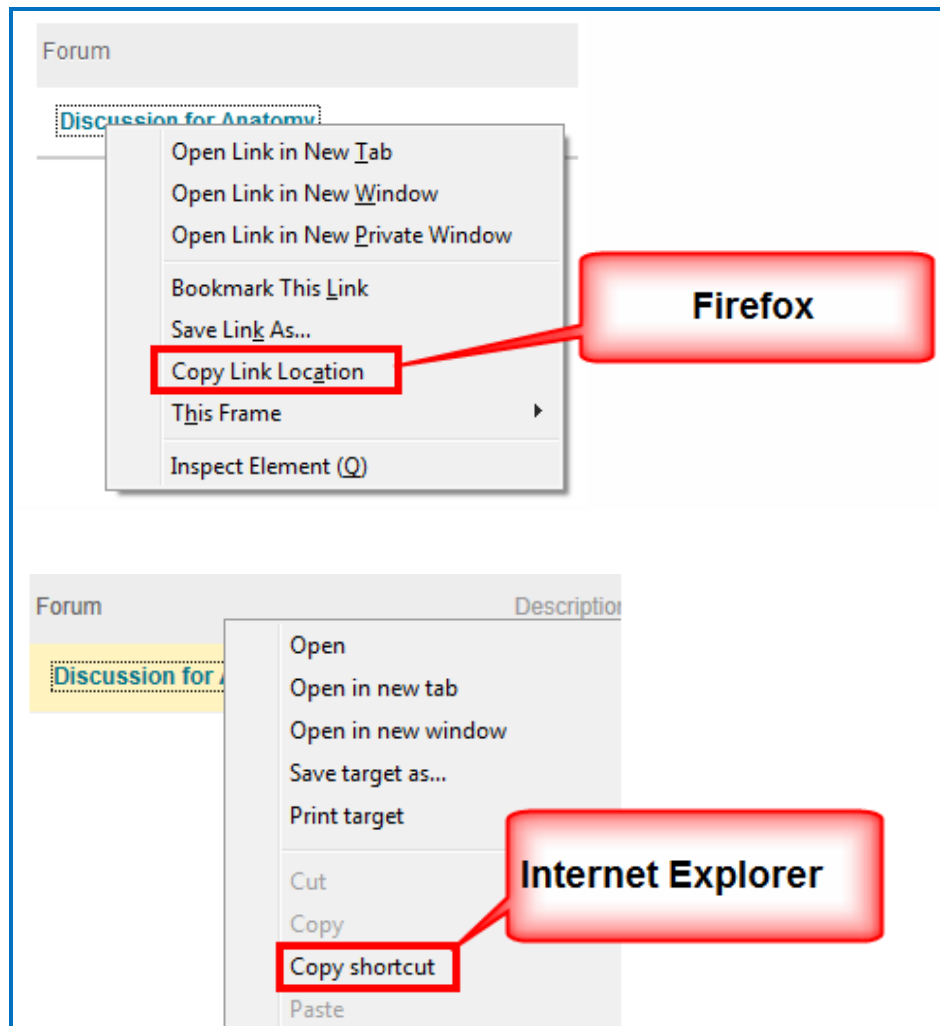 Forum
Discussion for Anatomy
Open Link in New Tab
Open Link in New Window
Open Link in New Private Window
Bookmark This Link
Save Link As...
Copy Link Location
This Frame
Inspect Element (Q)
Firefox
Forum Description
Discussion for
Open
Open in new tab
Open in new window
Save target as...
Print target
Cut
Copy
Copy shortcut
Paste
Internet Explorer